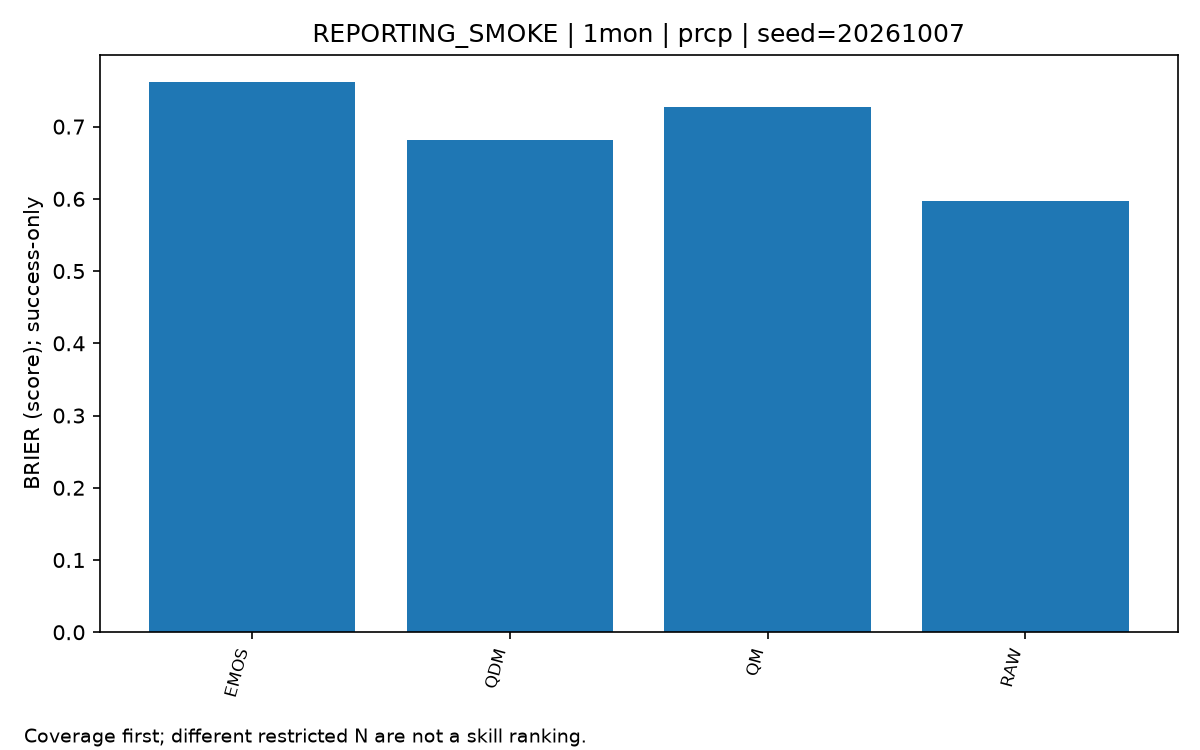 REPORTING_SMOKE | 1mon | prcp | seed=20261007
BRIER (score); success-only
0.7
0.6
0.5
0.4
0.3
0.2
0.1
0.0
EMOS
QDM
QM
RAW
Coverage first; different restricted N are not a skill ranking.